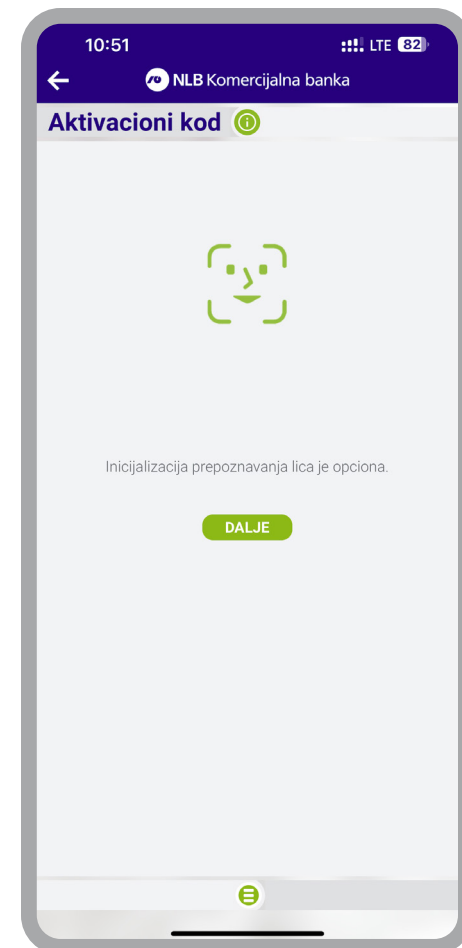 10:51 LTE 82
NLB Komercijalna banka
Aktivacioni kod
Inicijalizacija prepoznavanja lica je opciona.
DALJE